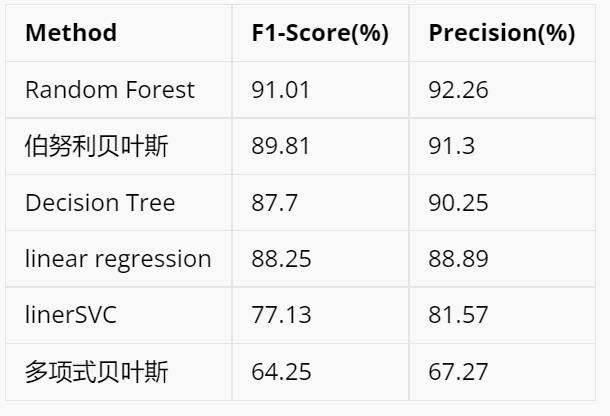 Method F1-Score(%) Precision(%)
Random Forest 91.01 92.26
伯努利贝叶斯 89.81 91.3
Decision Tree 87.7 90.25
linear regression 88.25 88.89
linerSVC 77.13 81.57
多项式贝叶斯 64.25 67.27